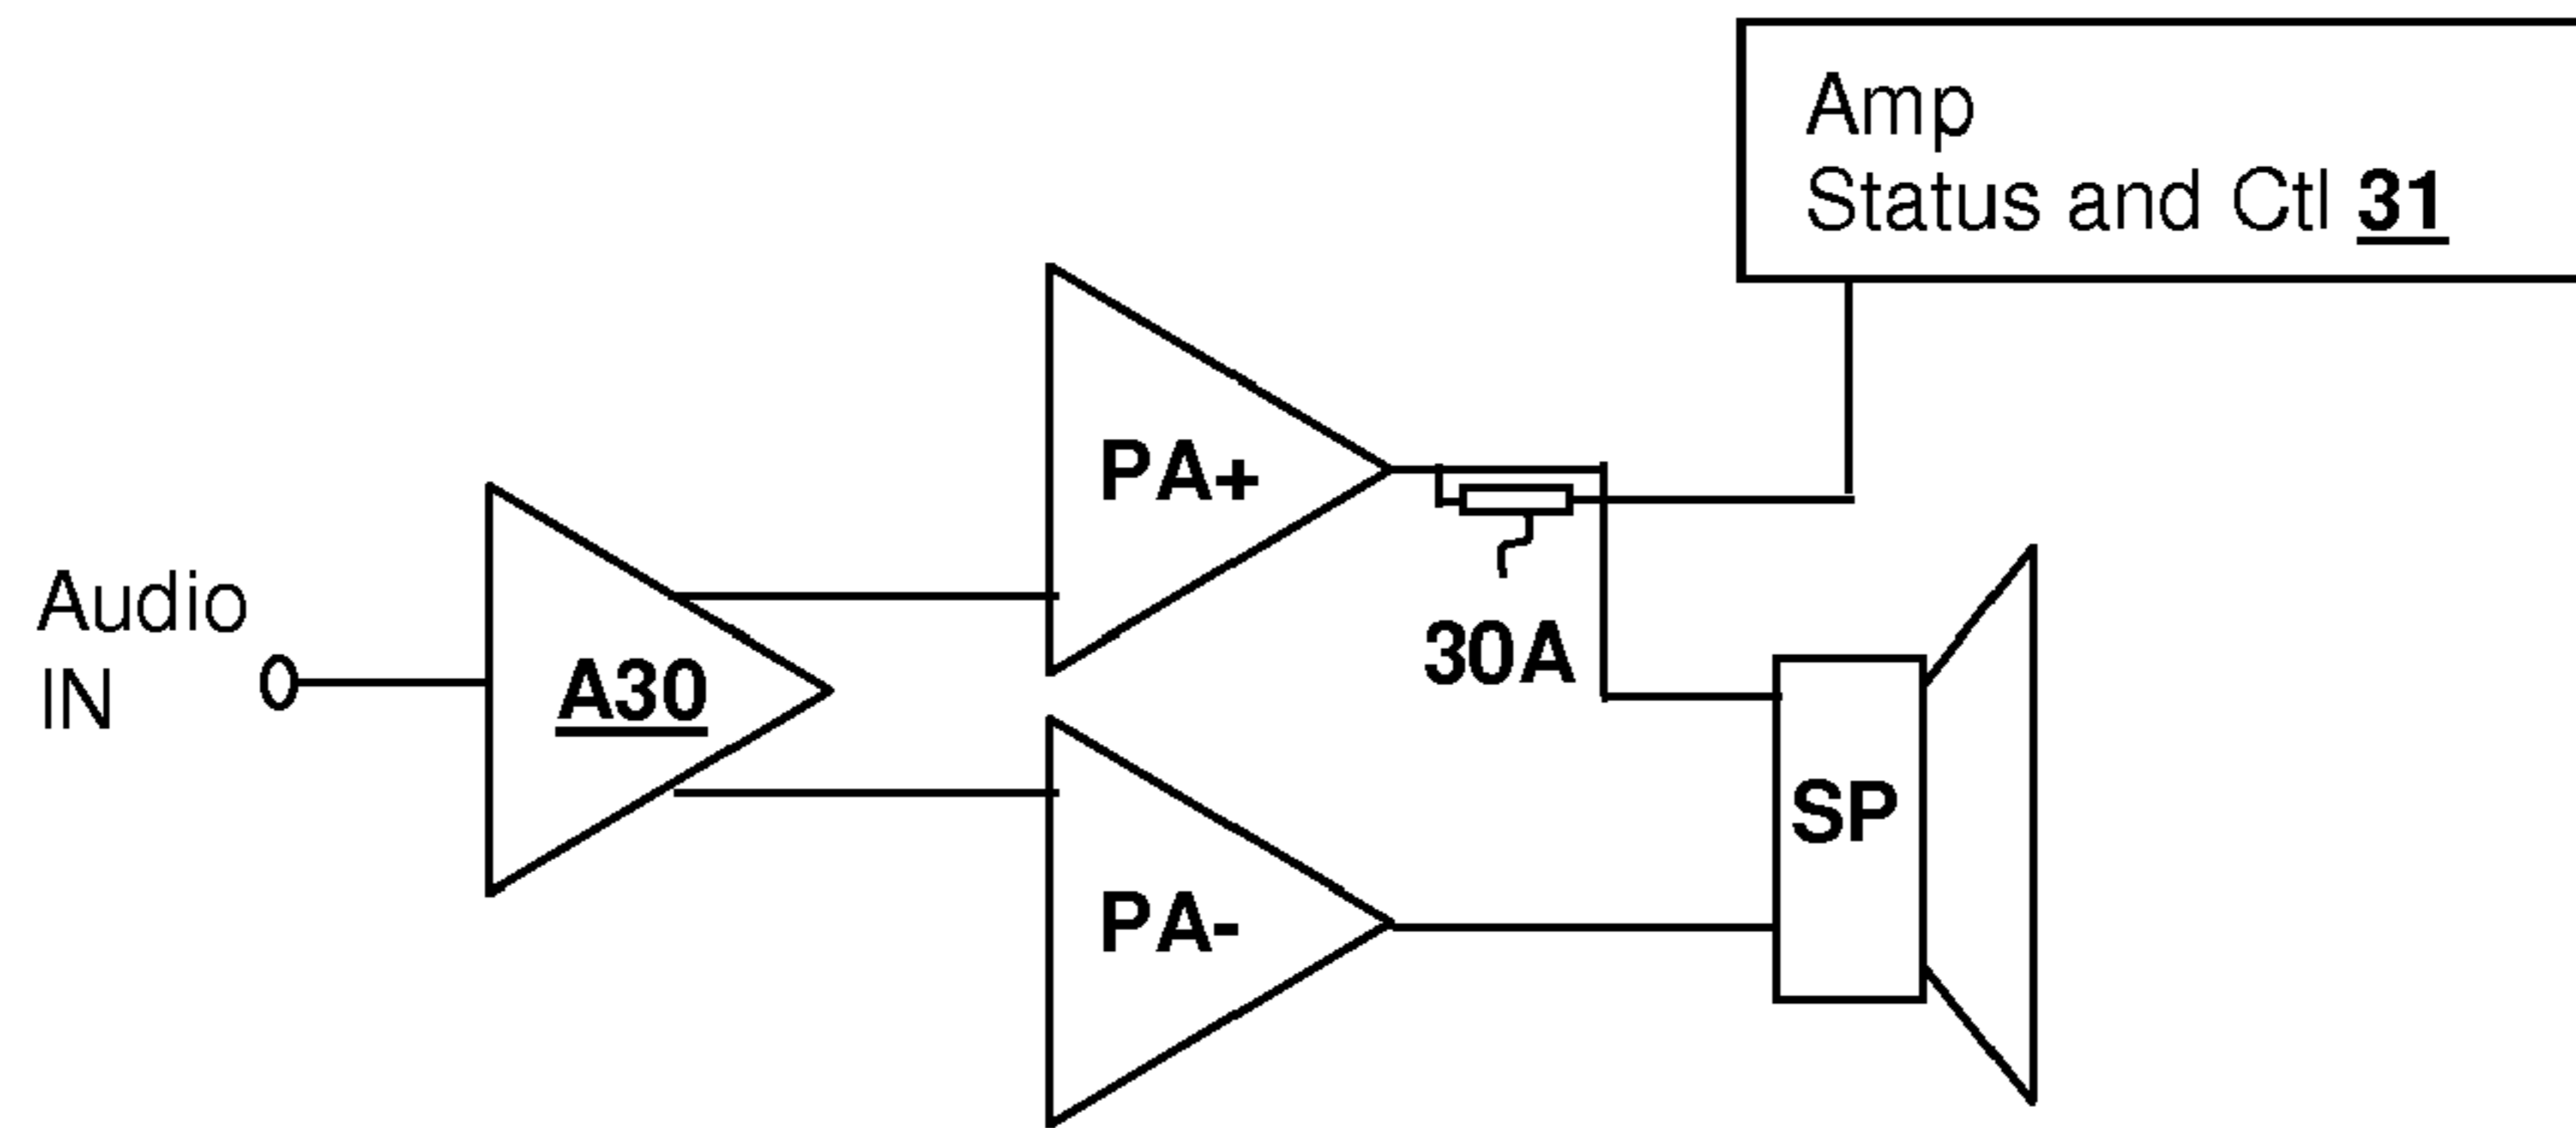 Amp
Status and Ctl 31
PA+
Audio
IN
A30
30A
SP
PA-